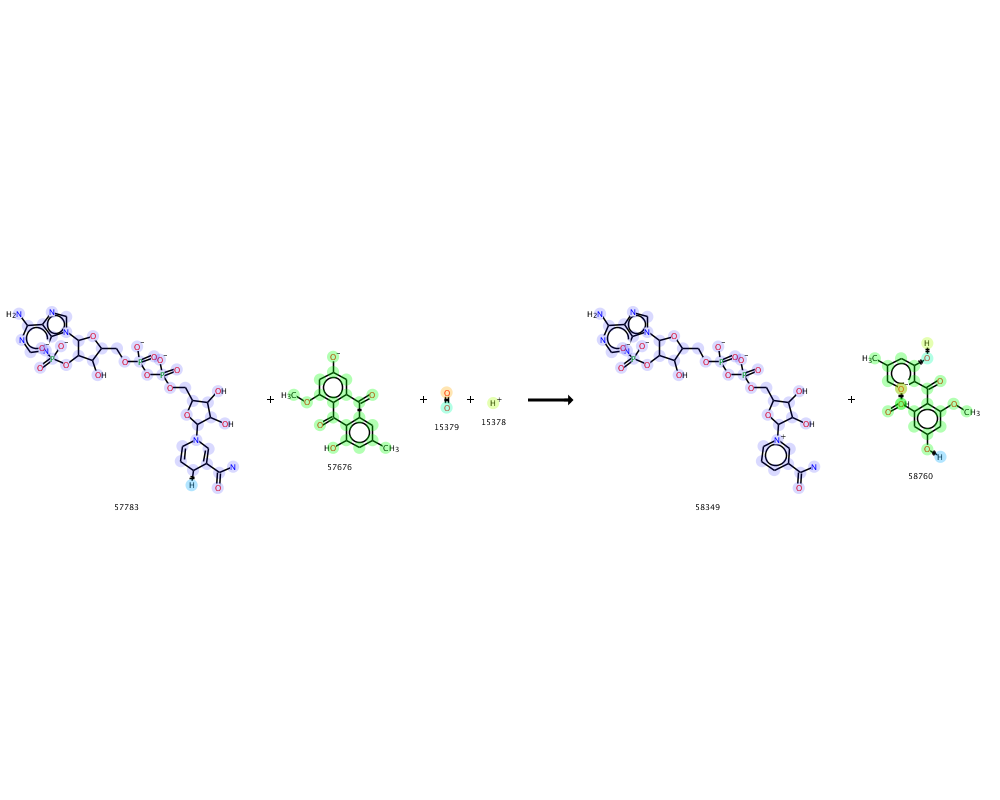 H₂N N N N N O O⁻ O⁻ P O O OH O P O⁻ O O O⁻ P O O OH O OH N N O H
57783
+
O⁻ H₃C O O O HO CH₃
57676
+
O O
15379
+
H⁺
15378
H₂N N N N N O O⁻ O⁻ P O O OH O P O⁻ O O O⁻ P O O OH O OH N⁺ N O
58349
+
H H₃C O O O⁻ O OH O CH₃ O H
58760